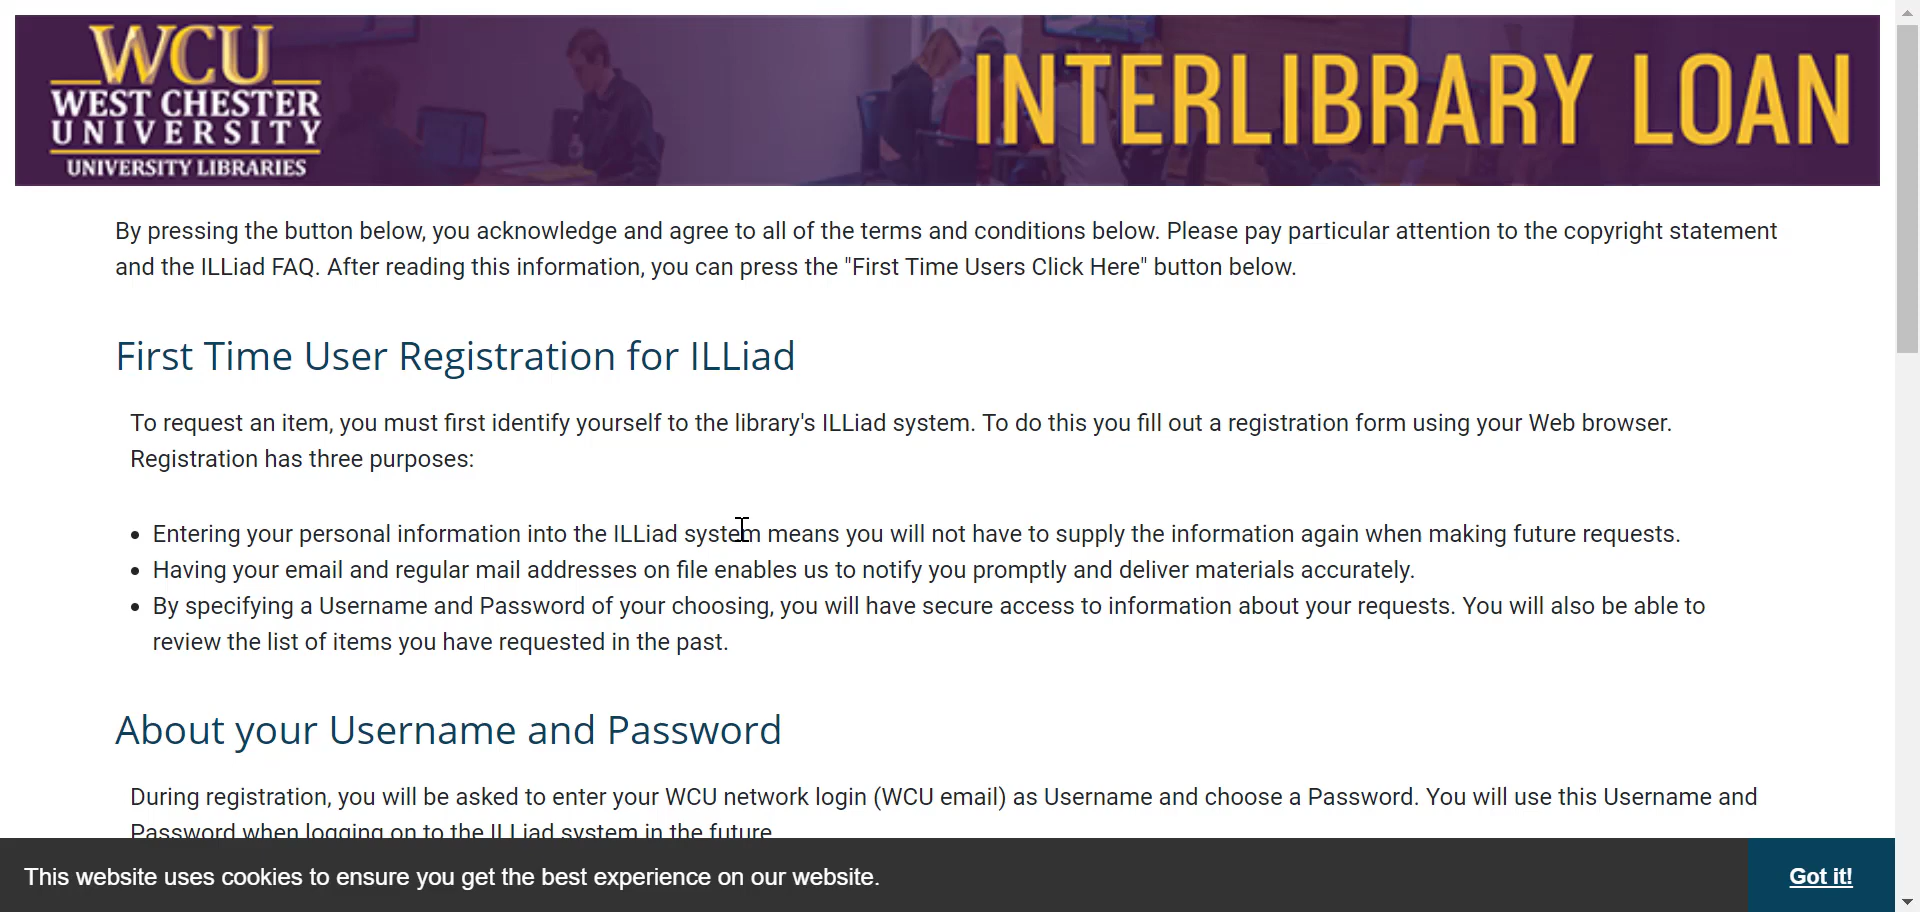 WCU
WEST CHESTER
UNIVERSITY
UNIVERSITY LIBRARIES
INTERLIBRARY LOAN
By pressing the button below, you acknowledge and agree to all of the terms and conditions below. Please pay particular attention to the copyright statement
and the ILLiad FAQ. After reading this information, you can press the "First Time Users Click Here" button below.
First Time User Registration for ILLiad
To request an item, you must first identify yourself to the library's ILLiad system. To do this you fill out a registration form using your Web browser.
Registration has three purposes:
• Entering your personal information into the ILLiad system means you will not have to supply the information again when making future requests.
• Having your email and regular mail addresses on file enables us to notify you promptly and deliver materials accurately.
• By specifying a Username and Password of your choosing, you will have secure access to information about your requests. You will also be able to
review the list of items you have requested in the past.
About your Username and Password
During registration, you will be asked to enter your WCU network login (WCU email) as Username and choose a Password. You will use this Username and
Password when logging on to the ILLiad system in the future
This website uses cookies to ensure you get the best experience on our website.
Got it!